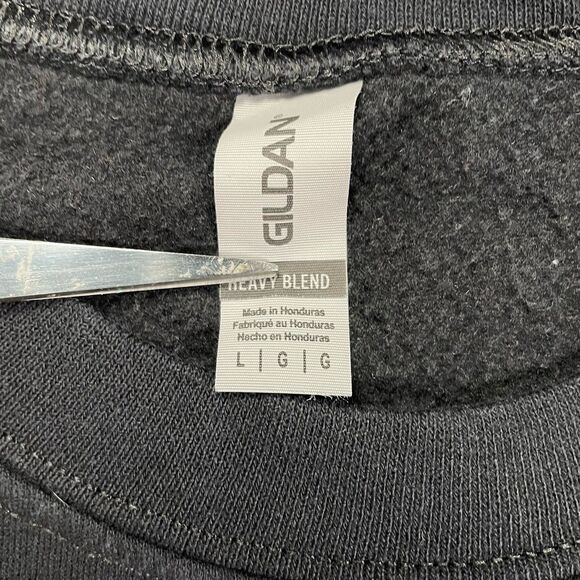 GILDAN®
HEAVY BLEND
Made in Honduras
Fabriqué au Honduras
Hecho en Honduras
L | G | G